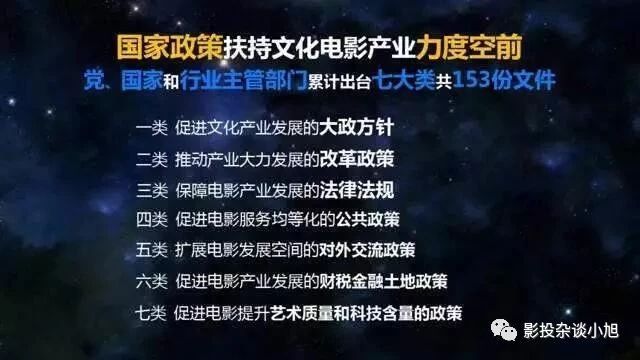 国家政策扶持文化电影产业力度空前
党、国家和行业主管部门累计出台七大类共153份文件
一类 促进文化产业发展的大政方针
二类 推动产业大力发展的改革政策
三类 保障电影产业发展的法律法规
四类 促进电影服务均等化的公共政策
五类 扩展电影发展空间的对外交流政策
六类 促进电影产业发展的财税金融土地政策
七类 促进电影提升艺术质量和科技含量的政策
影投杂谈小旭